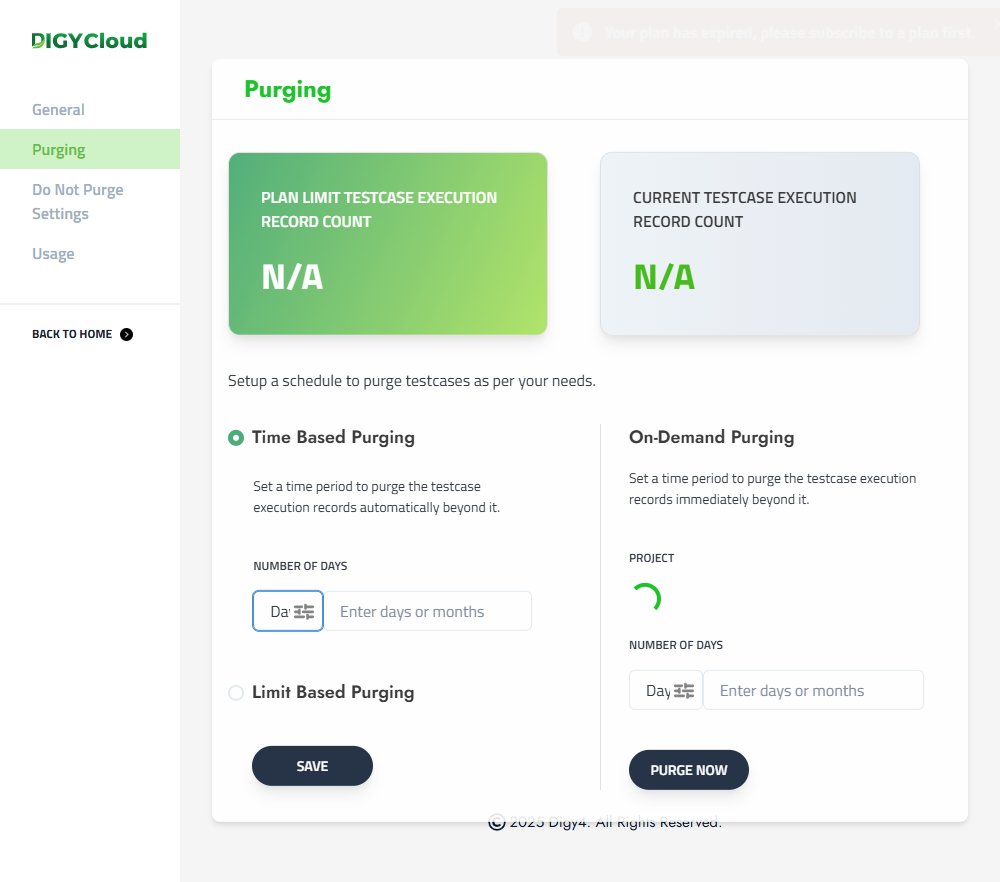 DIGYCloud
Your plan has expired, please subscribe to a plan first.
General
Purging
Do Not Purge
Settings
Usage
BACK TO HOME
Purging
PLAN LIMIT TESTCASE EXECUTION
RECORD COUNT
N/A
CURRENT TESTCASE EXECUTION
RECORD COUNT
N/A
Setup a schedule to purge testcases as per your needs.
Time Based Purging
Set a time period to purge the testcase
execution records automatically beyond it.
NUMBER OF DAYS
Day
Enter days or months
Limit Based Purging
SAVE
On-Demand Purging
Set a time period to purge the testcase execution
records immediately beyond it.
PROJECT
NUMBER OF DAYS
Day
Enter days or months
PURGE NOW
© 2025 Digy4. All Rights Reserved.